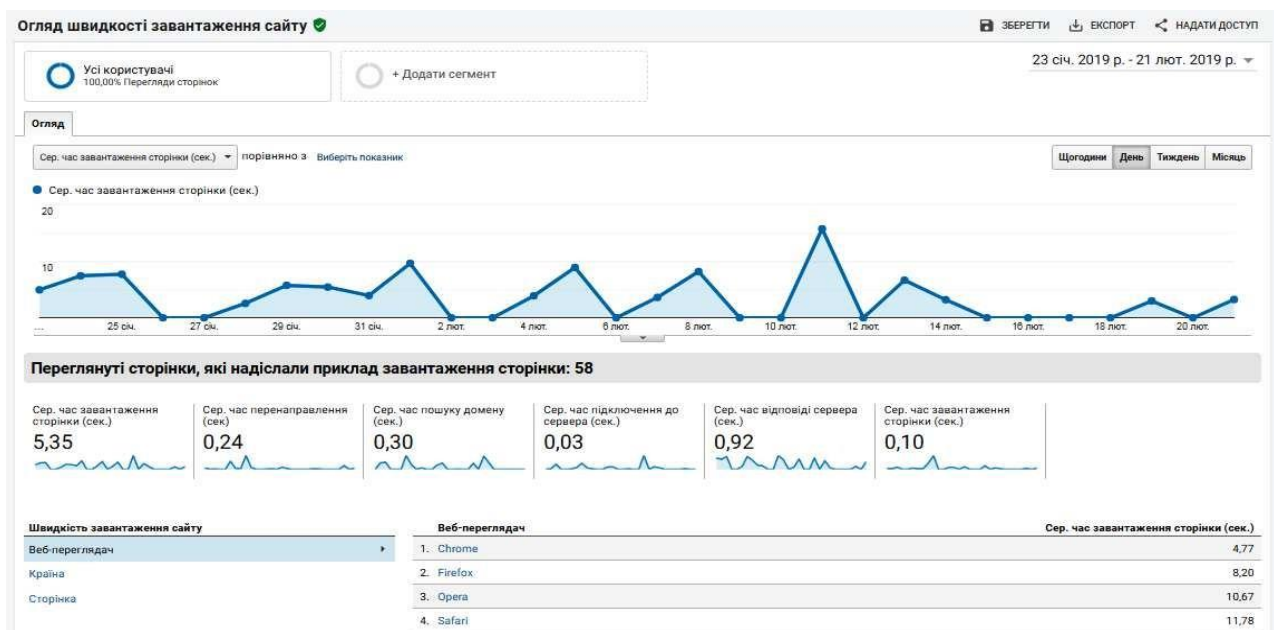 Огляд швидкості завантаження сайту
ЗБЕРЕГТИ ЕКСПОРТ НАДАТИ ДОСТУП
Усі користувачі
100,00% Перегляди сторінок
+ Додати сегмент
23 січ. 2019 р. - 21 лют. 2019 р.
Огляд
Сер. час завантаження сторінки (сек.) порівняно з Виберіть показник
Щогодини День Тиждень Місяць
Сер. час завантаження сторінки (сек.)
20
10
... 25 січ. 27 січ. 29 січ. 31 січ. 2 лют. 4 лют. 6 лют. 8 лют. 10 лют. 12 лют. 14 лют. 16 лют. 18 лют. 20 лют.
Переглянуті сторінки, які надіслали приклад завантаження сторінки: 58
Сер. час завантаження
сторінки (сек.)
5,35
Сер. час перенаправлення
(сек)
0,24
Сер. час пошуку домену
(сек.)
0,30
Сер. час підключення до
сервера (сек.)
0,03
Сер. час відповіді сервера
(сек.)
0,92
Сер. час завантаження
сторінки (сек.)
0,10
Швидкість завантаження сайту
Веб-переглядач
Країна
Сторінка
Веб-переглядач Сер. час завантаження сторінки (сек.)
1. Chrome 4,77
2. Firefox 8,20
3. Opera 10,67
4. Safari 11,78